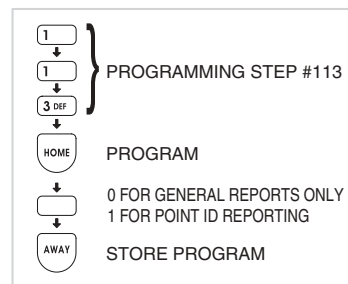 1
1
PROGRAMMING STEP #113
3 DEF
HOME
PROGRAM
0 FOR GENERAL REPORTS ONLY
1 FOR POINT ID REPORTING
AWAY
STORE PROGRAM